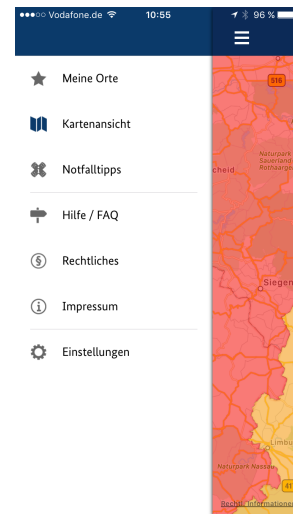 Vodafone.de 10:55 96 %
Meine Orte
Kartenansicht
Notfalltipps
Hilfe / FAQ
Rechtliches
Impressum
Einstellungen
516
Naturpark
Sauerland
Rothaarge
cheid
Siegen
Limbu
Naturpark Nassau
41
Rechtl. Informationen